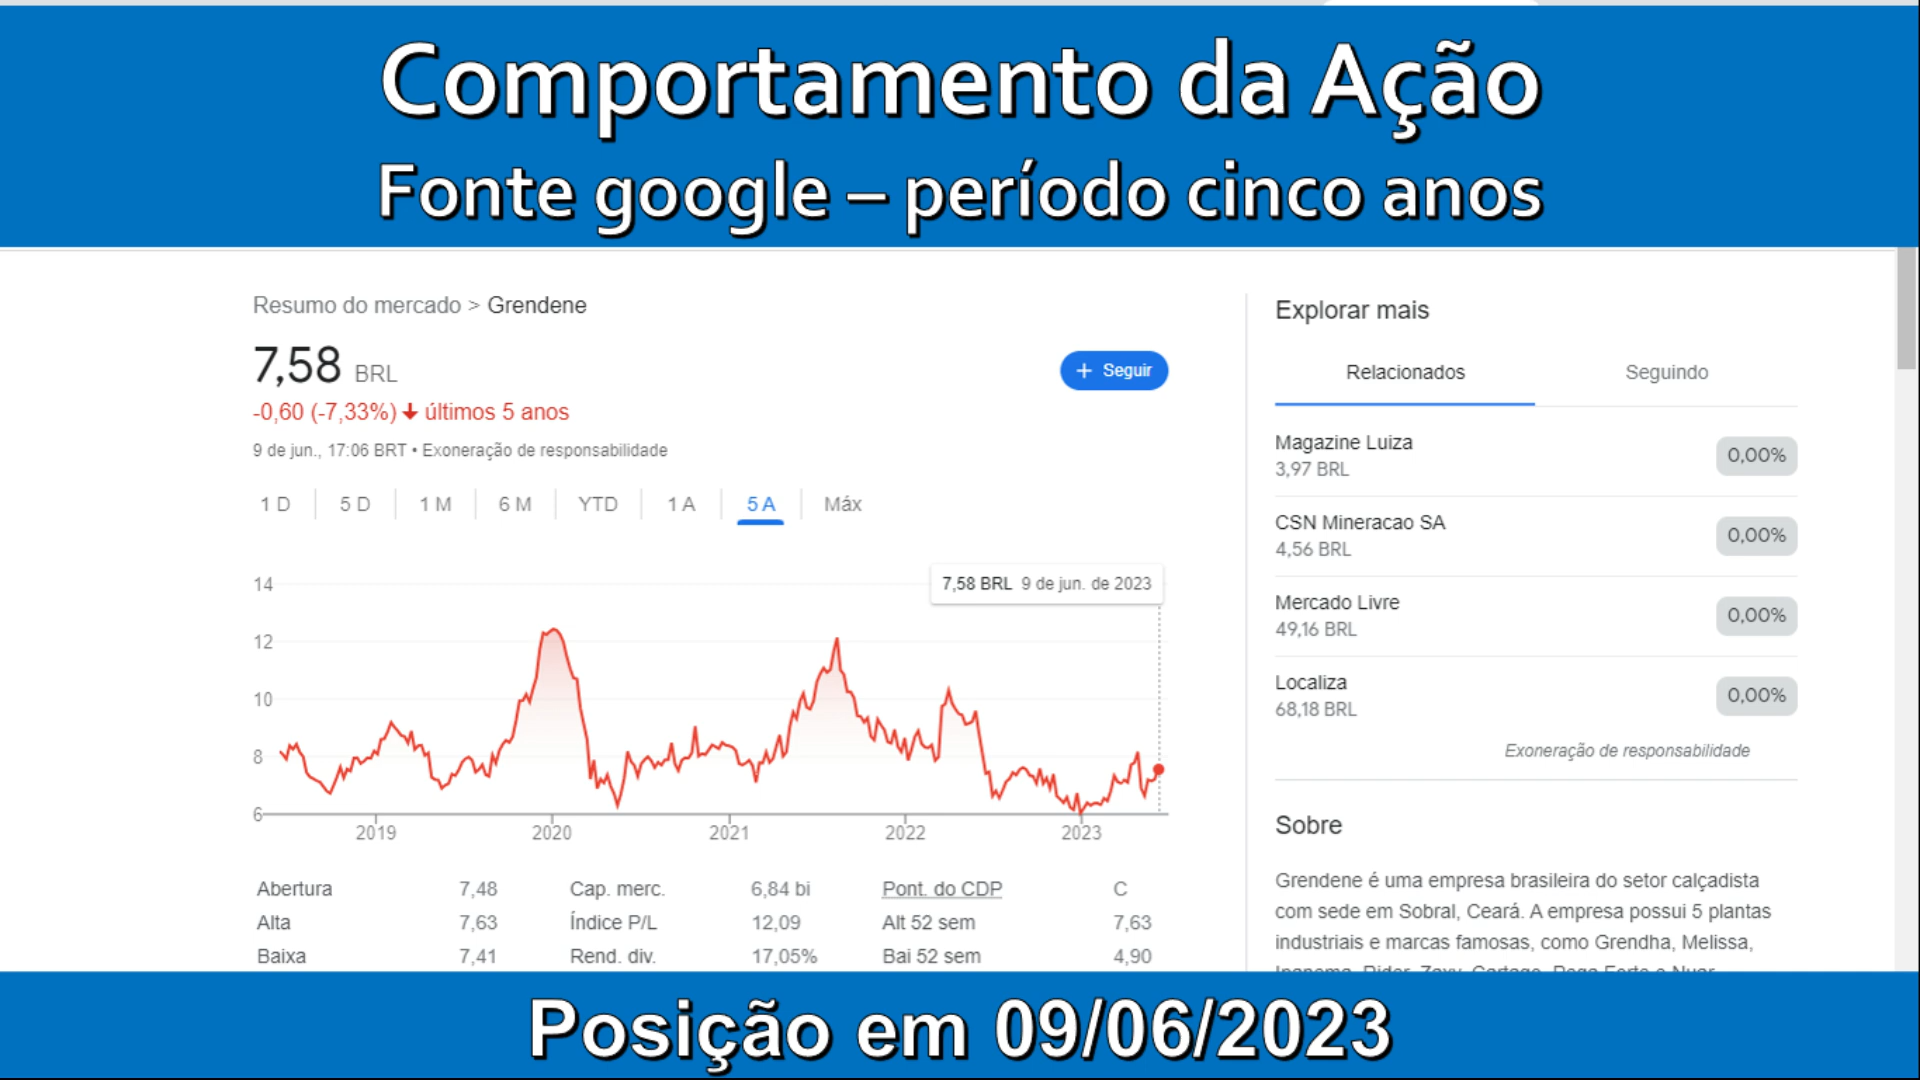 Comportamento da Ação
Fonte google – período cinco anos
Resumo do mercado > Grendene
7,58 BRL
+ Seguir
-0,60 (-7,33%) ↓ últimos 5 anos
9 de jun., 17:06 BRT • Exoneração de responsabilidade
1 D 5 D 1 M 6 M YTD 1 A 5 A Máx
7,58 BRL 9 de jun. de 2023
14
12
10
8
6
2019 2020 2021 2022 2023
Abertura 7,48 Cap. merc. 6,84 bi Pont. do CDP C
Alta 7,63 Índice P/L 12,09 Alt 52 sem 7,63
Baixa 7,41 Rend. div. 17,05% Bai 52 sem 4,90
Explorar mais
Relacionados Seguindo
Magazine Luiza
3,97 BRL
0,00%
CSN Mineracao SA
4,56 BRL
0,00%
Mercado Livre
49,16 BRL
0,00%
Localiza
68,18 BRL
0,00%
Exoneração de responsabilidade
Sobre
Grendene é uma empresa brasileira do setor calçadista
com sede em Sobral, Ceará. A empresa possui 5 plantas
industriais e marcas famosas, como Grendha, Melissa,
Posição em 09/06/2023